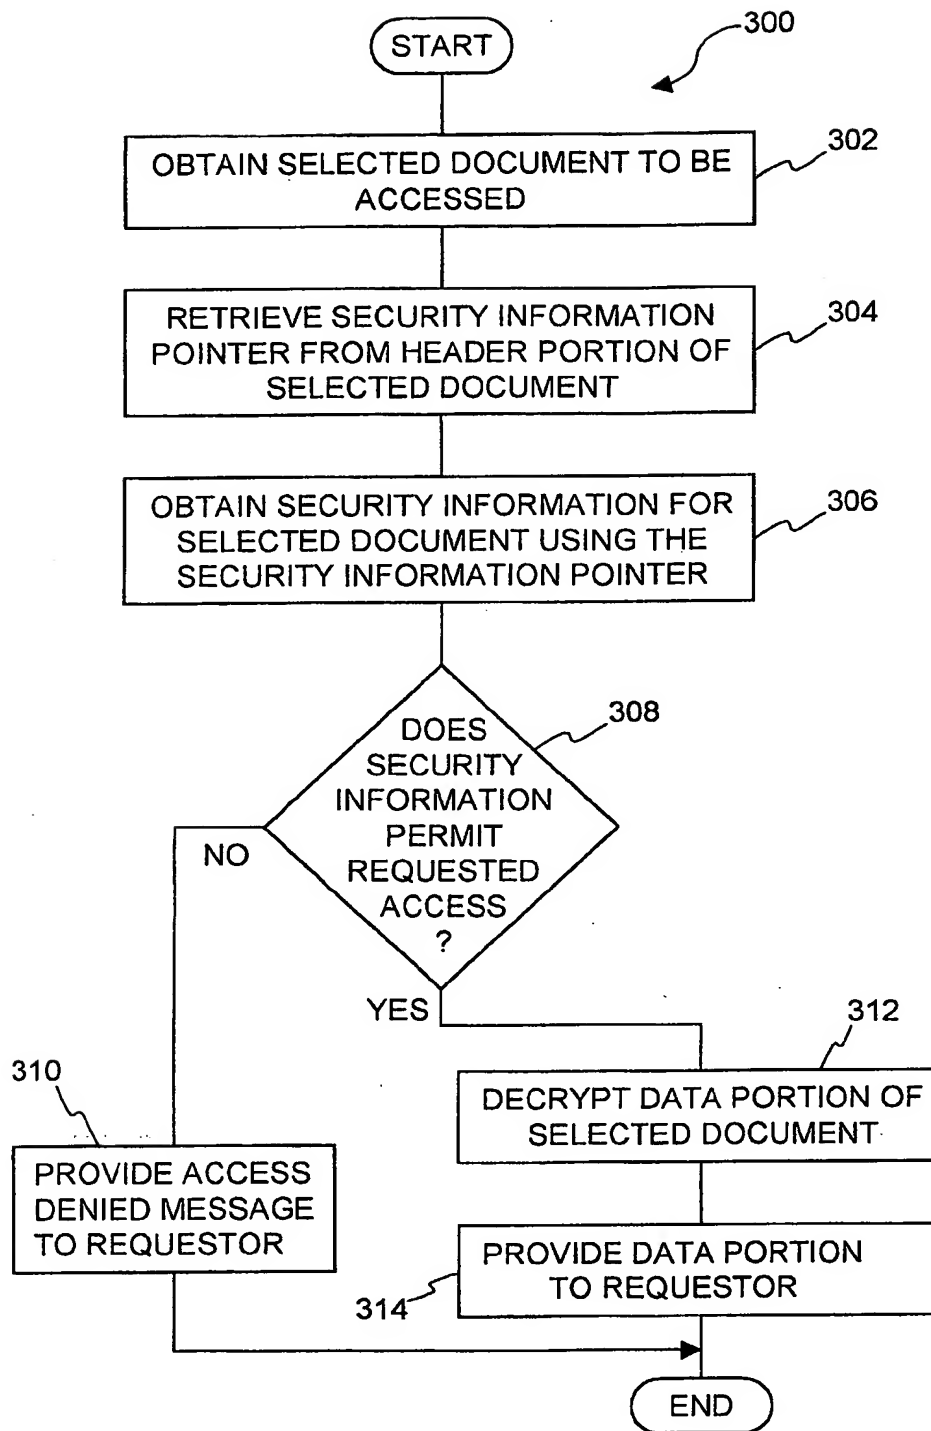 START
300
OBTAIN SELECTED DOCUMENT TO BE
ACCESSED
302
RETRIEVE SECURITY INFORMATION
POINTER FROM HEADER PORTION OF
SELECTED DOCUMENT
304
OBTAIN SECURITY INFORMATION FOR
SELECTED DOCUMENT USING THE
SECURITY INFORMATION POINTER
306
DOES
SECURITY
INFORMATION
PERMIT
REQUESTED
ACCESS
?
308
NO
YES
310
PROVIDE ACCESS
DENIED MESSAGE
TO REQUESTOR
312
DECRYPT DATA PORTION OF
SELECTED DOCUMENT
PROVIDE DATA PORTION
TO REQUESTOR
314
END